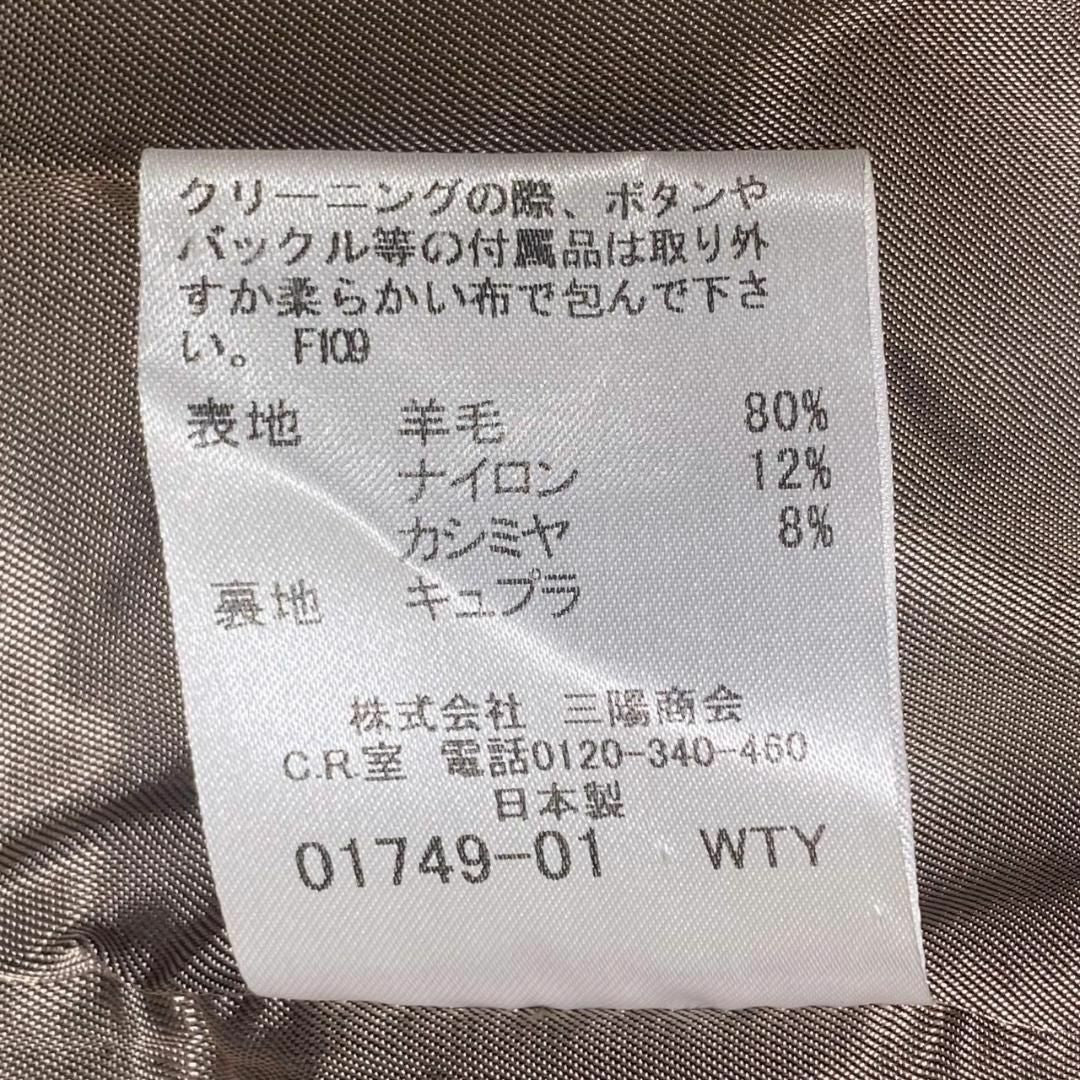 クリーニングの際、ボタンや
バックル等の付属品は取り外
すか柔らかい布で包んで下さ
い。 F109
表地 羊毛 80%
ナイロン 12%
カシミヤ 8%
裏地 キュプラ
株式会社 三陽商会
C.R.室 電話0120-340-460
日本製
01749-01 WTY